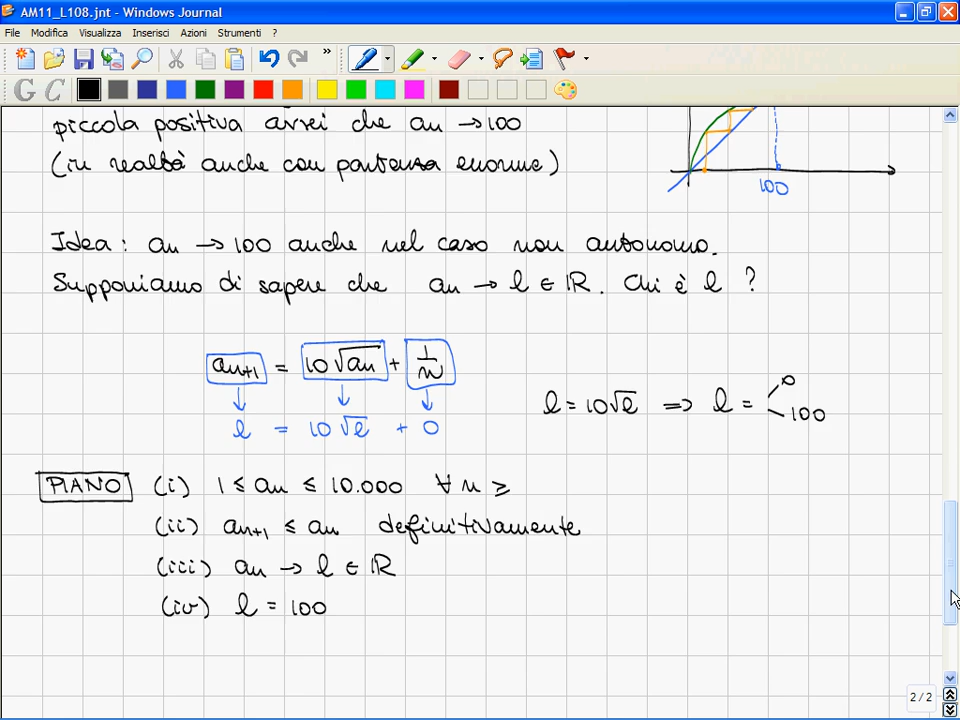 AM11_L108.jnt - Windows Journal
File Modifica Visualizza Inserisci Azioni Strumenti ?
piccola positiva avrei che an → 100
(in realtà anche con partenza enorme)
100
Idea: an → 100 anche nel caso non autonomo.
Supponiamo di sapere che an → l ∈ ℝ. Chi è l ?
an+1 = 10√an + 1/n
l = 10√l + 0
l = 10√l ⇒ l = 0 100
PIANO (i) 1 ≤ an ≤ 10.000 ∀ n ≥
(ii) an+1 ≤ an definitivamente
(iii) an → l ∈ ℝ
(iv) l = 100
2 / 2